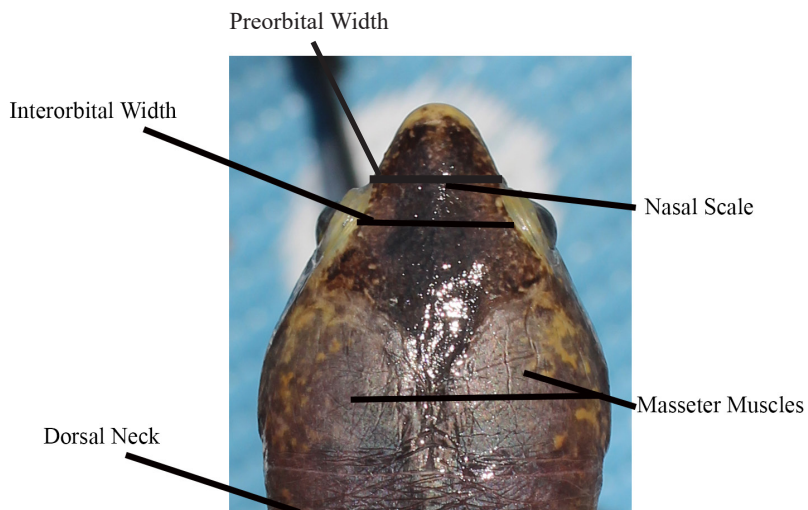 Preorbital Width
Interorbital Width
Nasal Scale
Masseter Muscles
Dorsal Neck